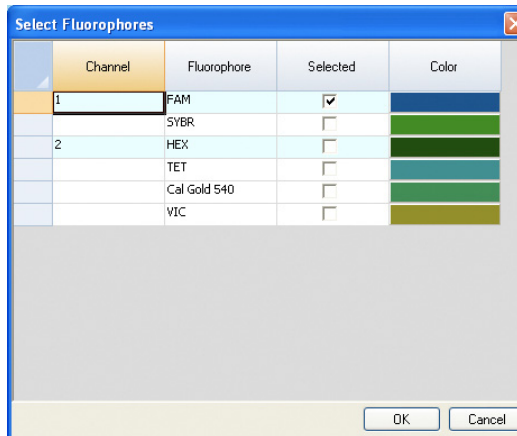 Select Fluorophores
Channel Fluorophore Selected Color
1 FAM
SYBR
2 HEX
TET
Cal Gold 540
VIC
OK Cancel